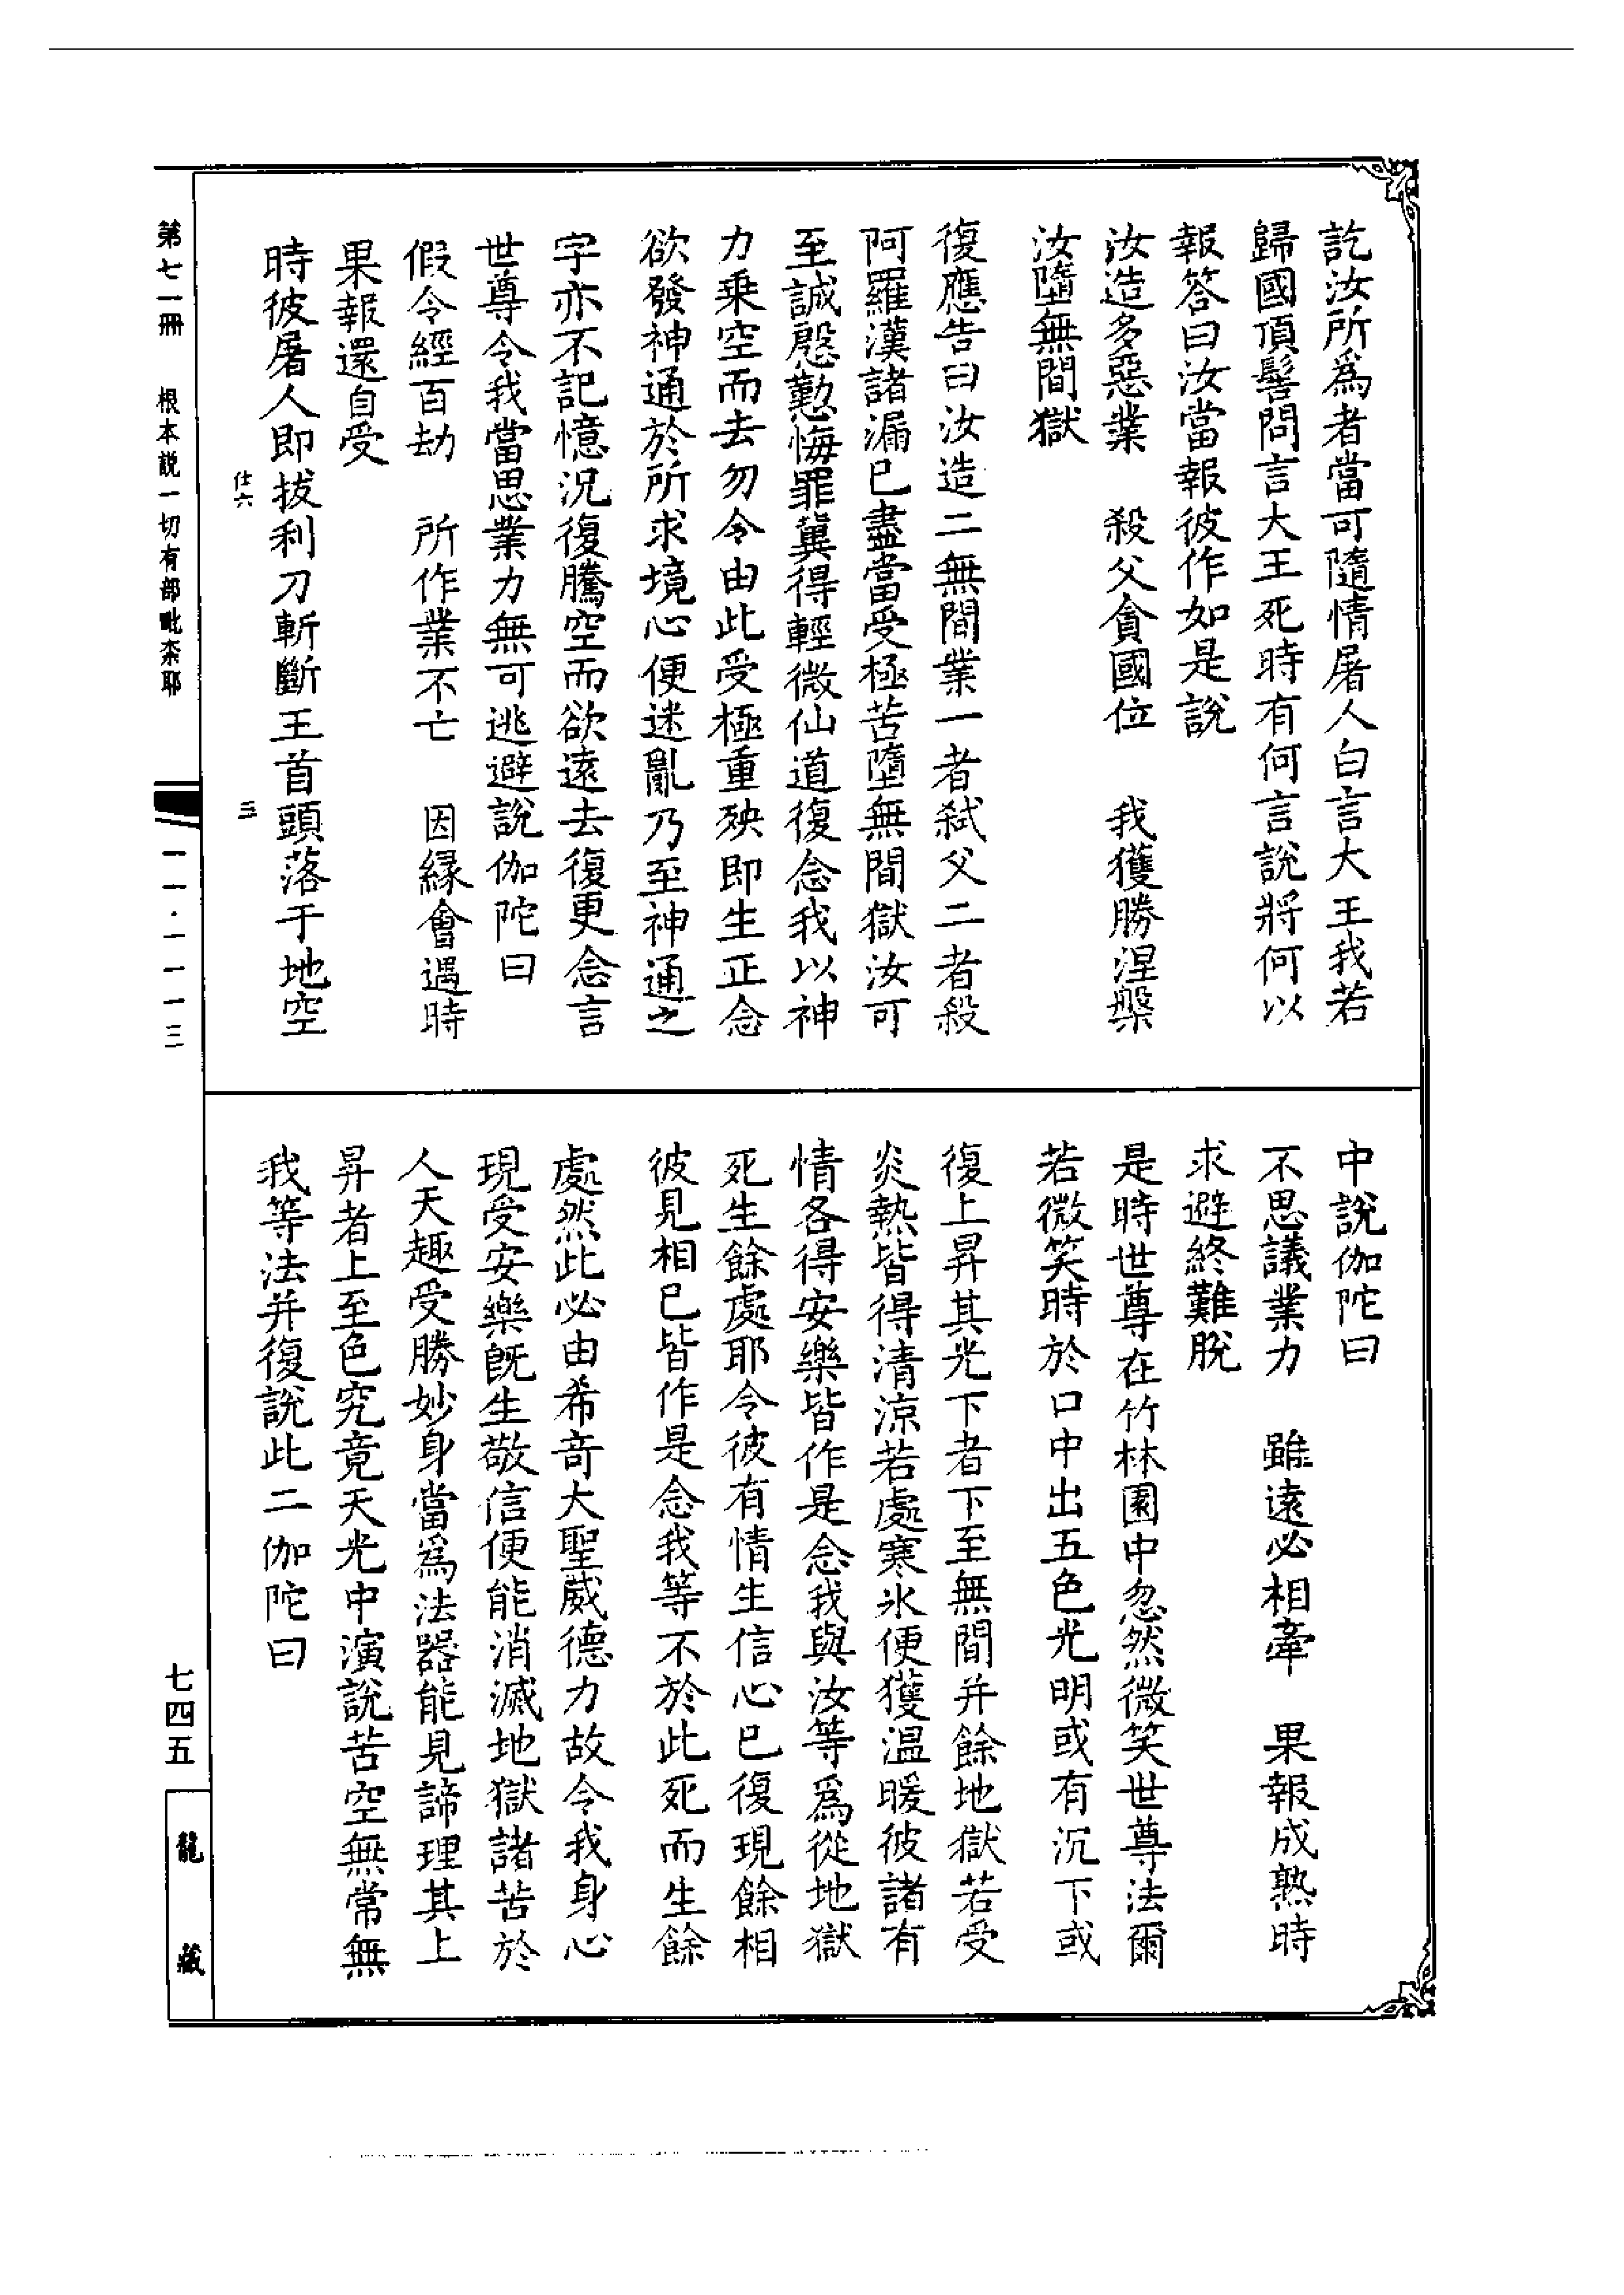 訖汝所爲者當可隨情屠人白言大王我若
歸國頂髻問言大王死時有何言說將何以
報答曰汝當報彼作如是說
汝造多惡業　殺父貪國位　我獲勝涅槃
汝墮無間獄
復應告曰汝造二無間業一者弑父二者殺
阿羅漢諸漏已盡當受極苦墮無間獄汝可
至誠慇懃悔罪冀得輕微仙道復念我以神
力乘空而去勿令由此受極重殃即生正念
欲發神通於所求境心便迷亂乃至神通之
字亦不記憶況復騰空而欲遠去復更念言
世尊令我當思業力無可逃避說伽陀曰
假令經百劫　所作業不亡　因緣會遇時
果報還自受
時彼屠人即拔利刀斬斷王首頭落于地空
中說伽陀曰
不思議業力　雖遠必相牽　果報成熟時
求避終難脫
是時世尊在竹林園中忽然微笑世尊法爾
若微笑時於口中出五色光明或有沉下或
復上昇其光下者下至無間并餘地獄若受
炎熱皆得清涼若處寒氷便獲溫暖彼諸有
情各得安樂皆作是念我與汝等爲從地獄
死生餘處耶令彼有情生信心已復現餘相
彼見相已皆作是念我等不於此死而生餘
處然此必由希奇大聖威德力故令我身心
現受安樂既生敬信便能消滅地獄諸苦於
人天趣受勝妙身當爲法器能見諦理其上
昇者上至色究竟天光中演說苦空無常無
我等法并復說此二伽陀曰
第七一冊　根本說一切有部毗柰耶
仕六　三
一一·一一一三
七四五
龍藏